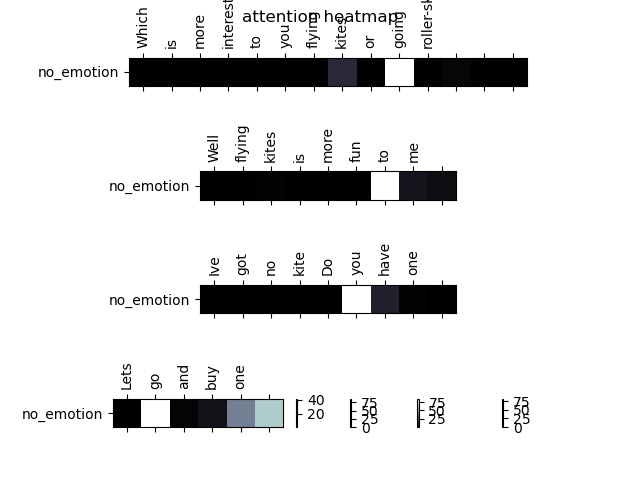 attention heatmap
Which is more interest to you flying kites or going roller-sk
no_emotion
Well flying kites is more fun to me
no_emotion
Ive got no kite Do you have one
no_emotion
Lets go and buy one
no_emotion
40
20
75
50
25
0
75
50
25
75
50
25
0